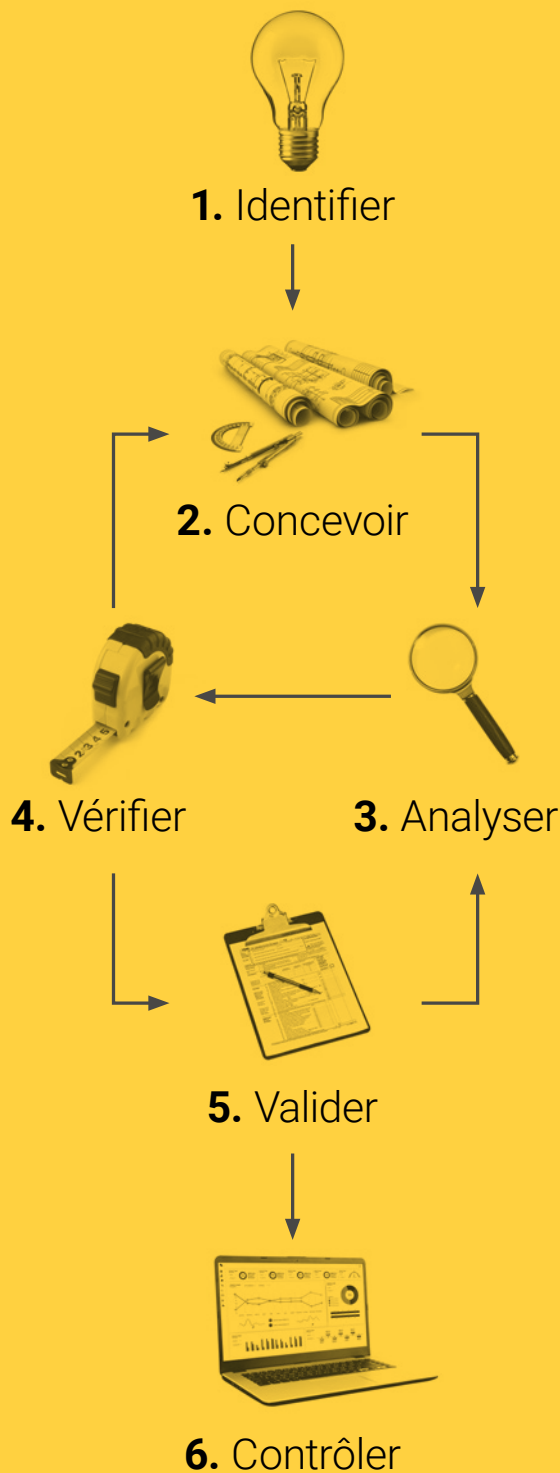 1. Identifier
2. Concevoir
4. Vérifier
3. Analyser
5. Valider
6. Contrôler